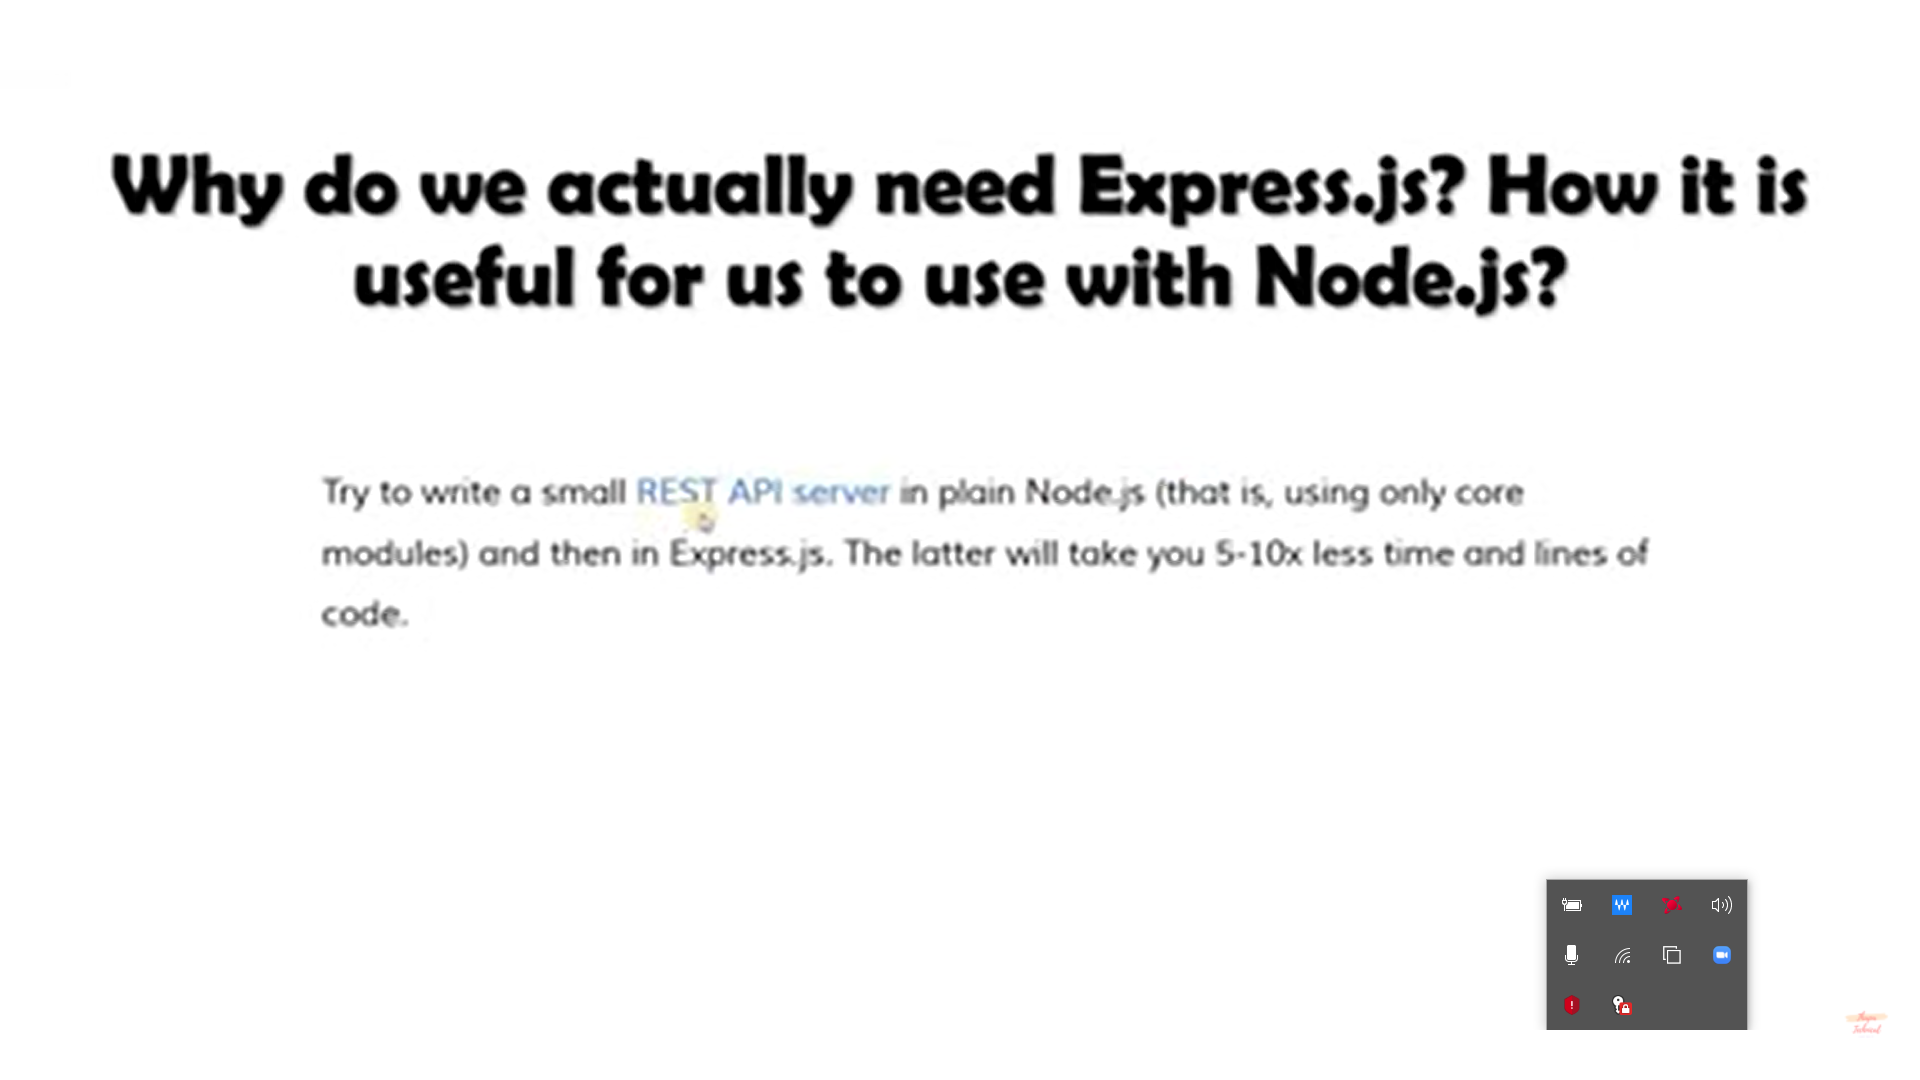 Why do we actually need Express.js? How it is
useful for us to use with Node.js?
Try to write a small REST API server in plain Node.js (that is, using only core
modules) and then in Express.js. The latter will take you 5-10x less time and lines of
code.